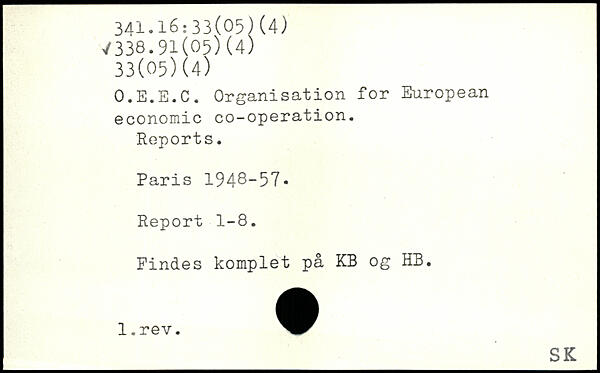 341.16:33(05)(4)
✓338.91(05)(4)
33(05)(4)
O.E.E.C. Organisation for European
economic co-operation.
Reports.
Paris 1948-57.
Report 1-8.
Findes komplet på KB og HB.
1.rev.
SK